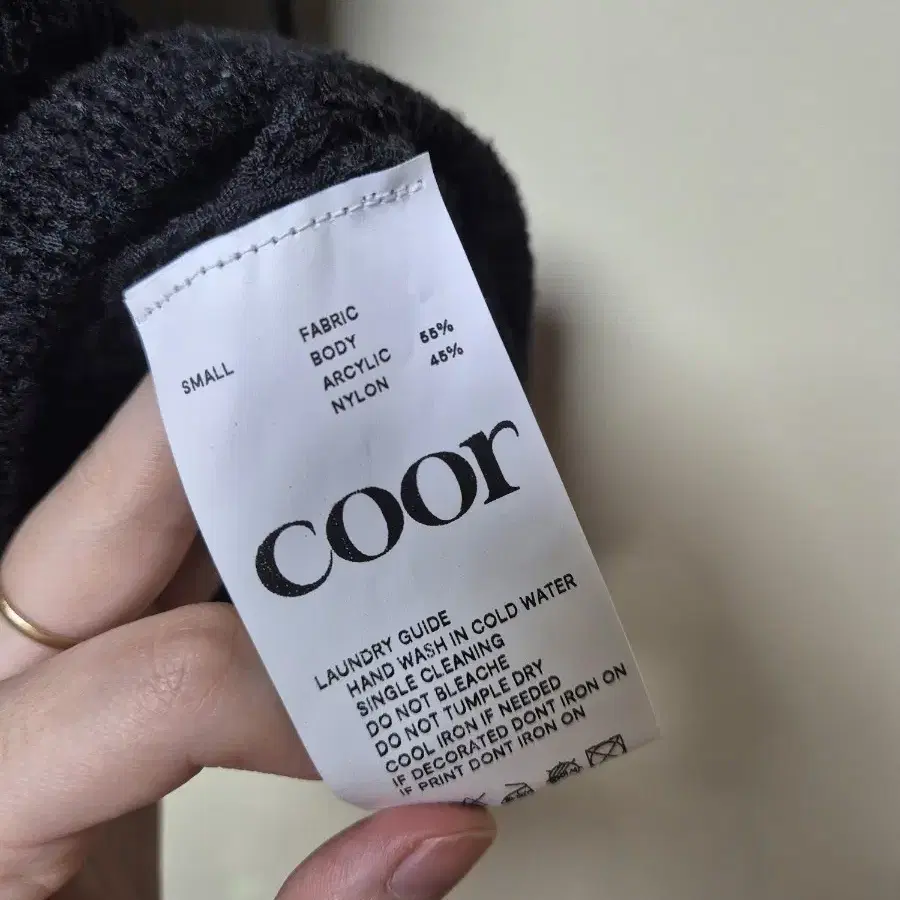 SMALL
FABRIC
BODY
ARCYLIC 55%
NYLON 45%
coor
LAUNDRY GUIDE
HAND WASH IN COLD WATER
SINGLE CLEANING
DO NOT BLEACHE
DO NOT TUMPLE DRY
COOL IRON IF NEEDED
IF DECORATED DONT IRON ON
IF PRINT DONT IRON ON